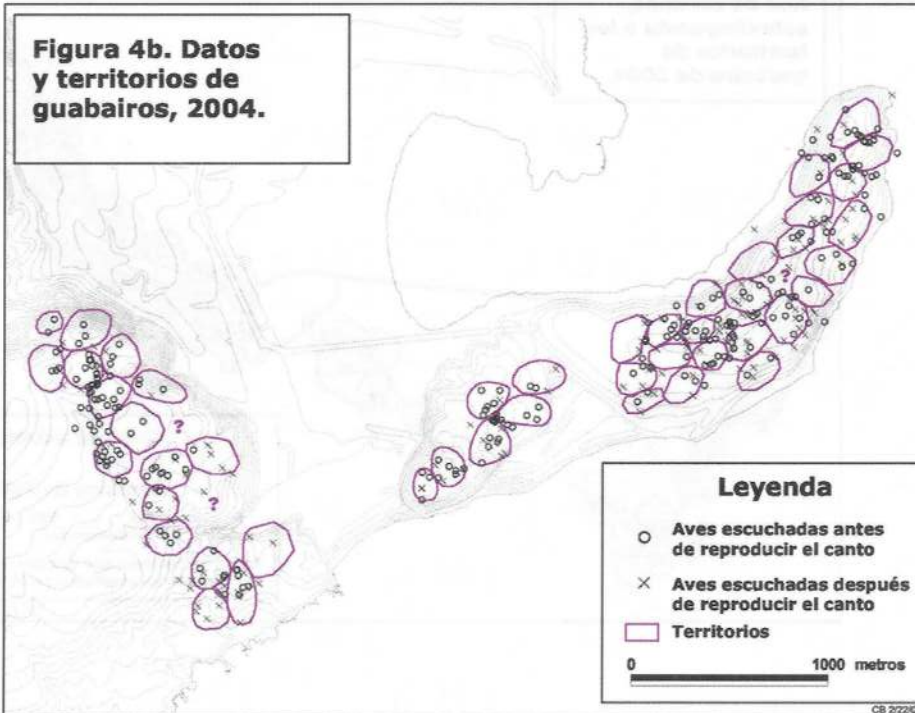 Figura 4b. Datos
y territorios de
guabairos, 2004.
?
?
?
Leyenda
Aves escuchadas antes
de reproducir el canto
Aves escuchadas después
de reproducir el canto
Territorios
0 1000 metros